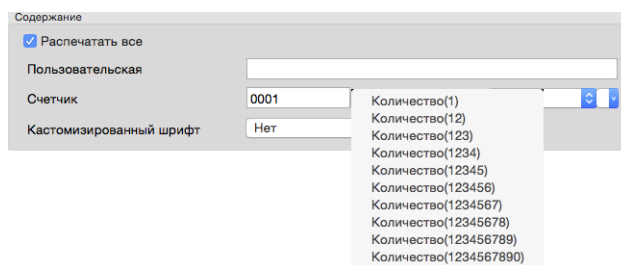 Содержание
Распечатать все
Пользовательская
Счетчик 0001
Кастомизированный шрифт Нет
Количество(1)
Количество(12)
Количество(123)
Количество(1234)
Количество(12345)
Количество(123456)
Количество(1234567)
Количество(12345678)
Количество(123456789)
Количество(1234567890)